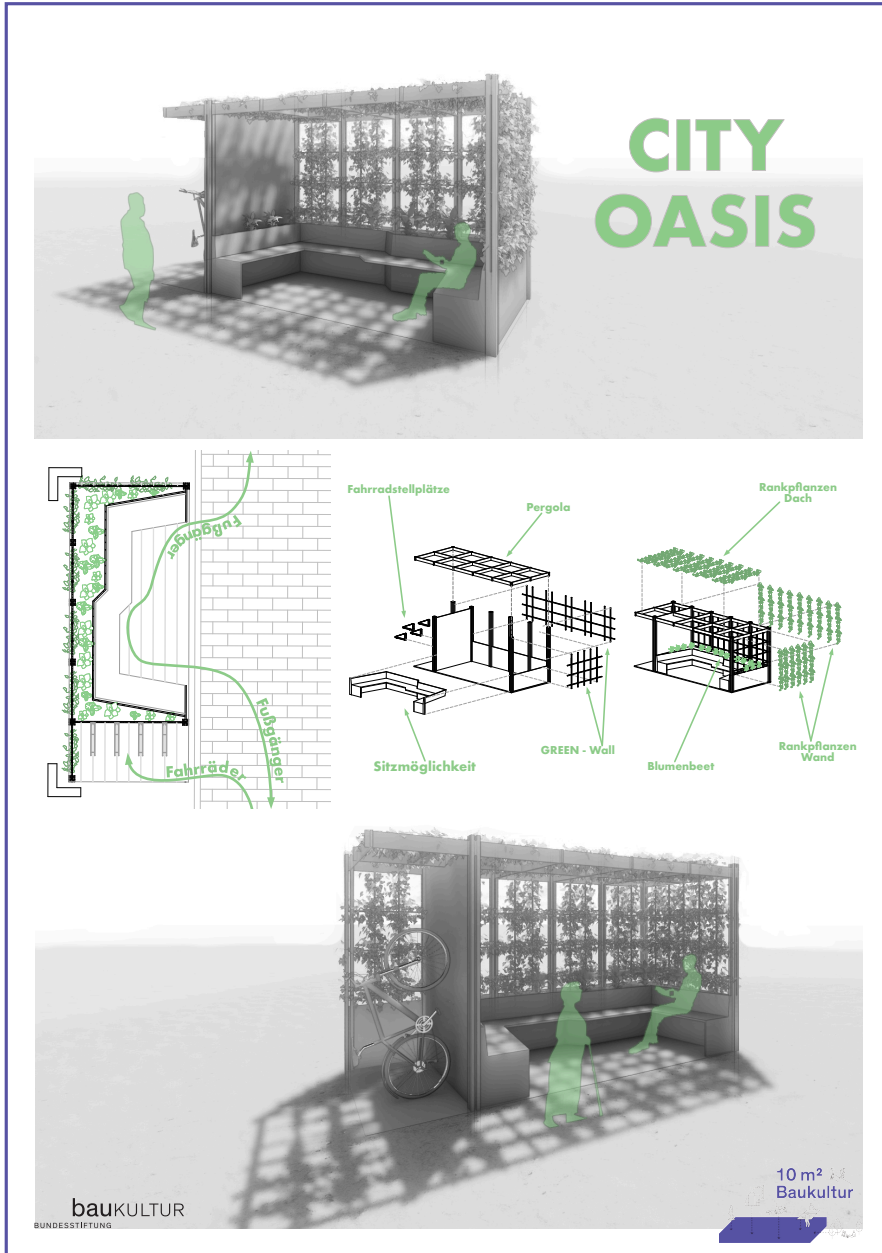 CITY
OASIS
Fußgänger
Fußgänger
Fahrräder
Fahrradstellplätze
Pergola
Sitzmöglichkeit
GREEN - Wall
Rankpflanzen
Dach
Blumenbeet
Rankpflanzen
Wand
bauKULTUR
BUNDESSTIFTUNG
10 m²
Baukultur